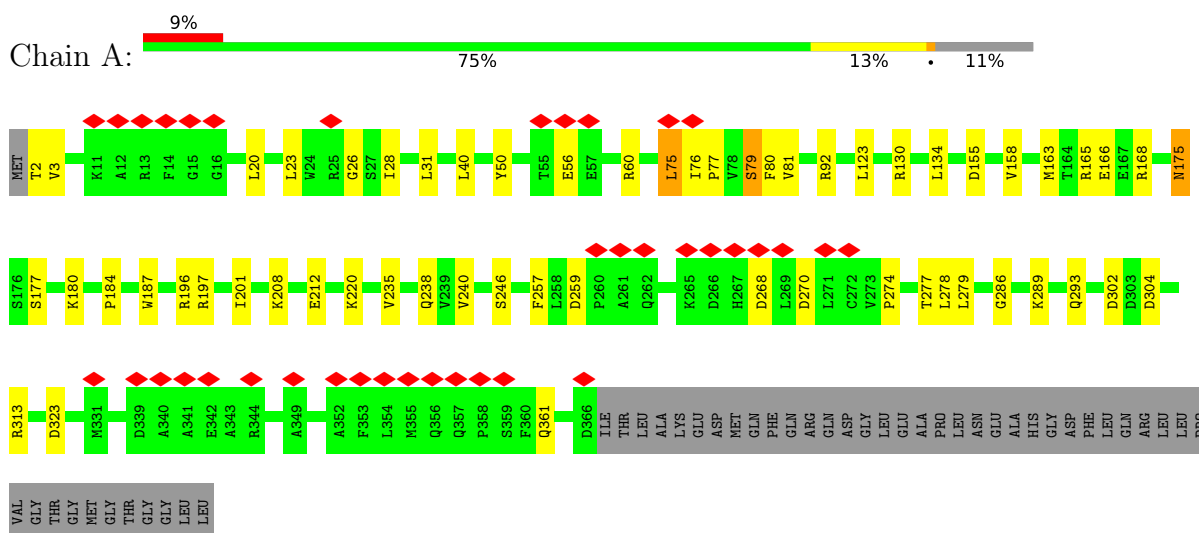 9%
Chain A:
75% 13% • 11%
MET T2 V3 K11 A12 R13 F14 G15 G16 L20 L23 W24 R25 G26 S27 I28 L31 L40 Y50 T55 E56 E57 R60 L75 I76 P77 V78 S79 F80 V81 R92 L123 R130 L134 D155 V158 M163 T164 R165 E166 E167 R168 N175
S176 S177 K180 P184 W187 R196 R197 I201 K208 E212 K220 V235 Q238 V239 V240 S246 F257 L258 D259 P260 A261 Q262 K265 D266 H267 D268 L269 D270 L271 C272 V273 P274 T277 L278 L279 G286 K289 Q293 D302 D303 D304
R313 D323 M331 D339 A340 A341 E342 A343 R344 A349 A352 F353 L354 M355 Q356 Q357 P358 S359 F360 Q361 D366 ILE THR LEU ALA LYS GLU ASP MET GLN PHE GLN ARG GLN ASP GLY LEU GLU ALA PRO LEU ASN GLU ALA HIS GLY ASP PHE LEU GLN ARG LEU LEU PRO
VAL GLY THR GLY MET GLY THR GLY GLY LEU LEU